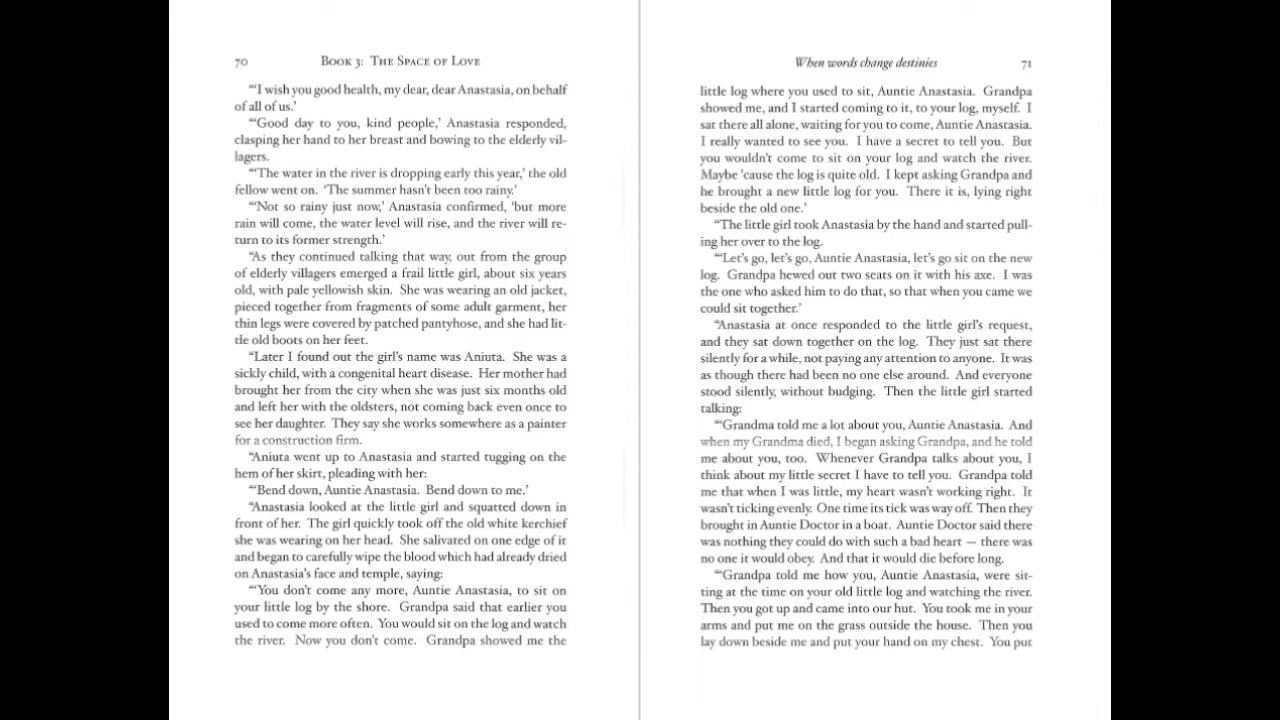 70 BOOK 3: THE SPACE OF LOVE
“‘I wish you good health, my dear, dear Anastasia, on behalf
of all of us.’
“‘Good day to you, kind people,’ Anastasia responded,
clasping her hand to her breast and bowing to the elderly vil-
lagers.
“‘The water in the river is dropping early this year,’ the old
fellow went on. ‘The summer hasn’t been too rainy.’
“‘Not so rainy just now,’ Anastasia confirmed, ‘but more
rain will come, the water level will rise, and the river will re-
turn to its former strength.’
“As they continued talking that way, out from the group
of elderly villagers emerged a frail little girl, about six years
old, with pale yellowish skin. She was wearing an old jacket,
pieced together from fragments of some adult garment, her
thin legs were covered by patched pantyhose, and she had lit-
tle old boots on her feet.
“Later I found out the girl’s name was Aniuta. She was a
sickly child, with a congenital heart disease. Her mother had
brought her from the city when she was just six months old
and left her with the oldsters, not coming back even once to
see her daughter. They say she works somewhere as a painter
for a construction firm.
“Aniuta went up to Anastasia and started tugging on the
hem of her skirt, pleading with her:
“‘Bend down, Auntie Anastasia. Bend down to me.’
“Anastasia looked at the little girl and squatted down in
front of her. The girl quickly took off the old white kerchief
she was wearing on her head. She salivated on one edge of it
and began to carefully wipe the blood which had already dried
on Anastasia’s face and temple, saying:
“‘You don’t come any more, Auntie Anastasia, to sit on
your little log by the shore. Grandpa said that earlier you
used to come more often. You would sit on the log and watch
the river. Now you don’t come. Grandpa showed me the
When words change destinies 71
little log where you used to sit, Auntie Anastasia. Grandpa
showed me, and I started coming to it, to your log, myself. I
sat there all alone, waiting for you to come, Auntie Anastasia.
I really wanted to see you. I have a secret to tell you. But
you wouldn’t come to sit on your log and watch the river.
Maybe ’cause the log is quite old. I kept asking Grandpa and
he brought a new little log for you. There it is, lying right
beside the old one.’
“The little girl took Anastasia by the hand and started pull-
ing her over to the log.
“‘Let’s go, let’s go, Auntie Anastasia, let’s go sit on the new
log. Grandpa hewed out two seats on it with his axe. I was
the one who asked him to do that, so that when you came we
could sit together.’
“Anastasia at once responded to the little girl’s request,
and they sat down together on the log. They just sat there
silently for a while, not paying any attention to anyone. It was
as though there had been no one else around. And everyone
stood silently, without budging. Then the little girl started
talking:
“‘Grandma told me a lot about you, Auntie Anastasia. And
when my Grandma died, I began asking Grandpa, and he told
me about you, too. Whenever Grandpa talks about you, I
think about my little secret I have to tell you. Grandpa told
me that when I was little, my heart wasn’t working right. It
wasn’t ticking evenly. One time its tick was way off. Then they
brought in Auntie Doctor in a boat. Auntie Doctor said there
was nothing they could do with such a bad heart — there was
no one it would obey. And that it would die before long.
“‘Grandpa told me how you, Auntie Anastasia, were sit-
ting at the time on your old little log and watching the river.
Then you got up and came into our hut. You took me in your
arms and put me on the grass outside the house. Then you
lay down beside me and put your hand on my chest. You put